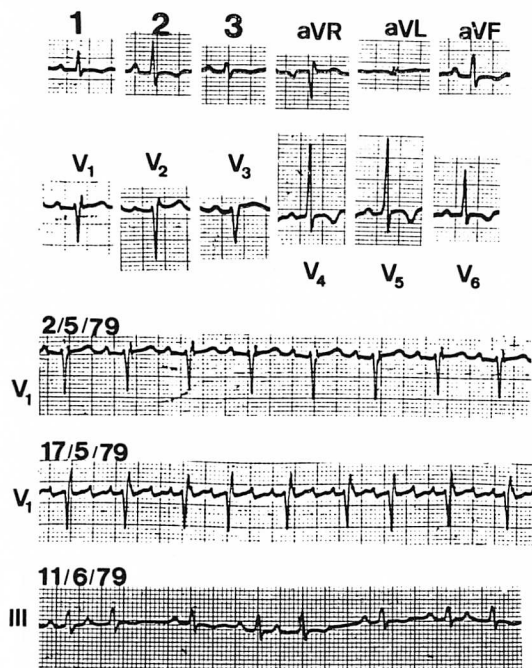 1 2 3 aVR aVL aVF
V₁ V₂ V₃
V₄ V₅ V₆
2/5/79
V₁
17/5/79
V₁
11/6/79
III